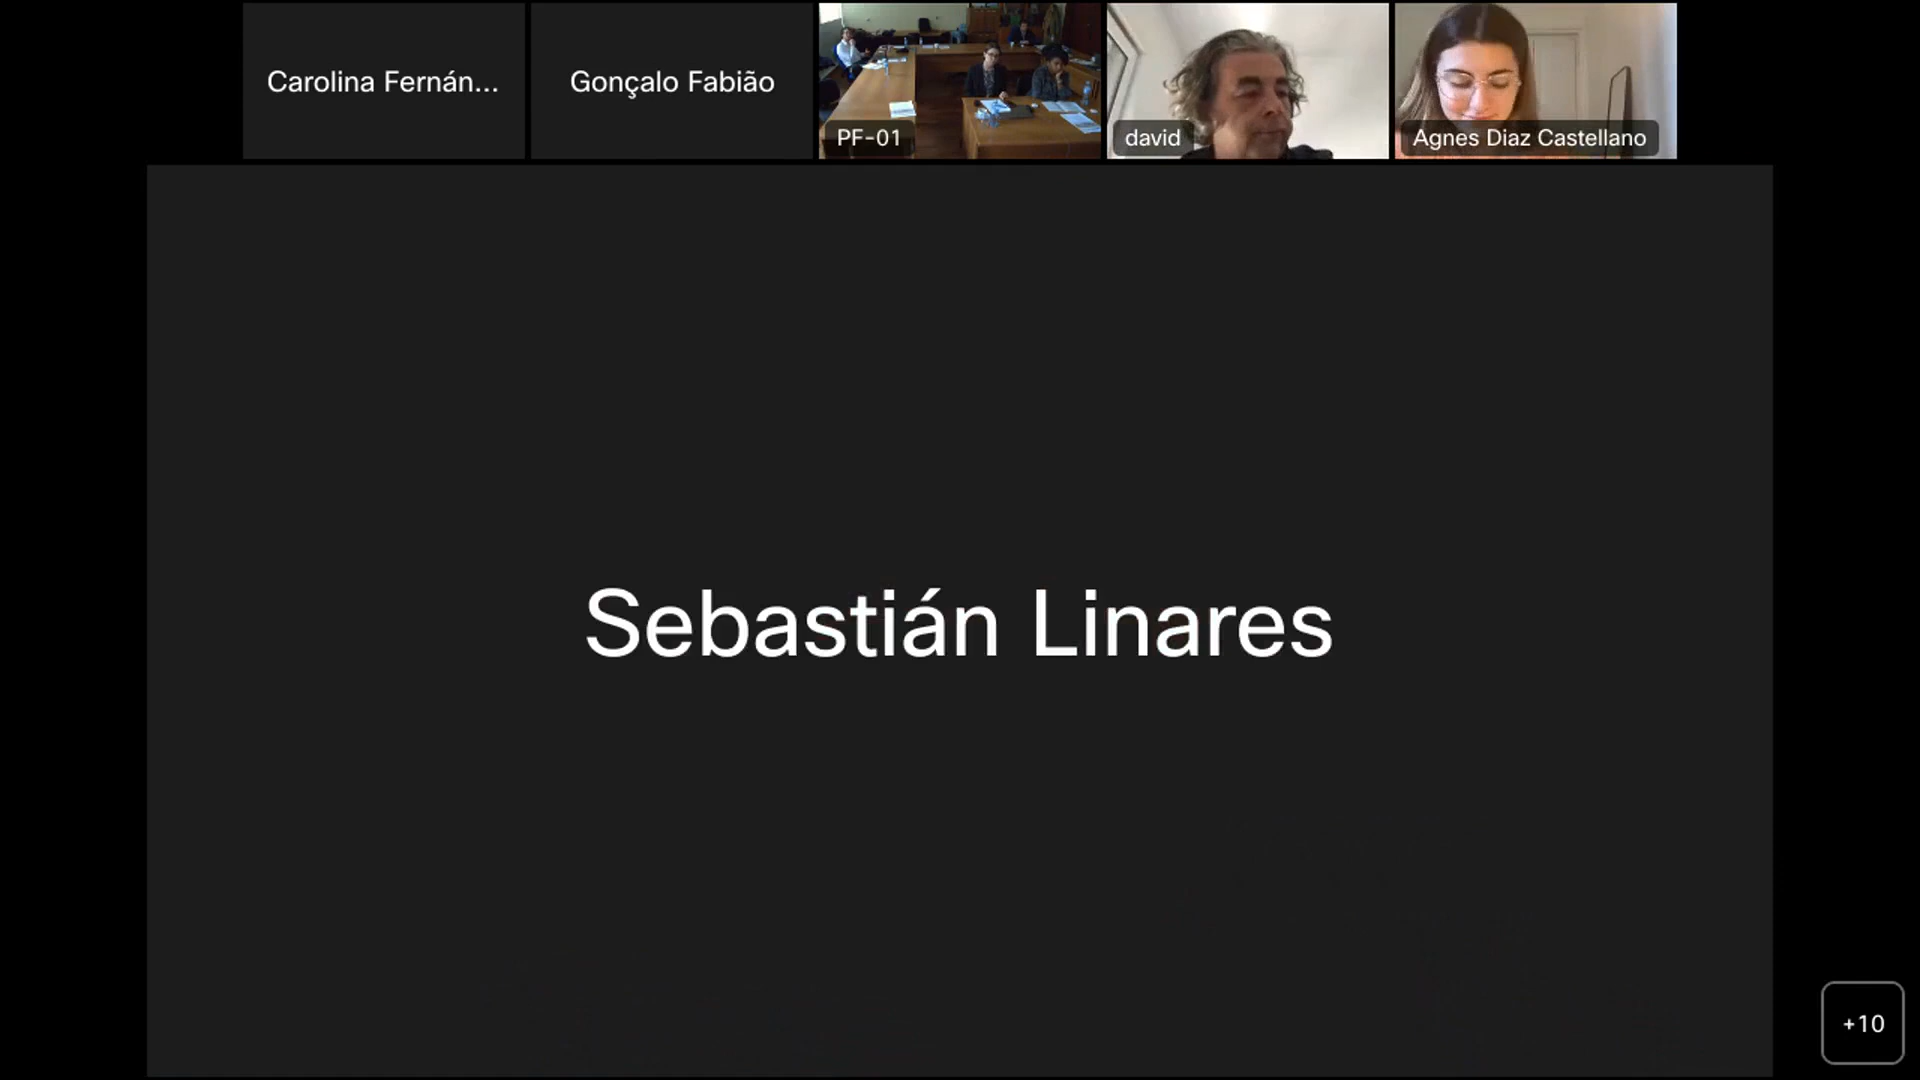 Carolina Fernán...
Gonçalo Fabião
PF-01
david
Agnes Diaz Castellano
Sebastián Linares
+10